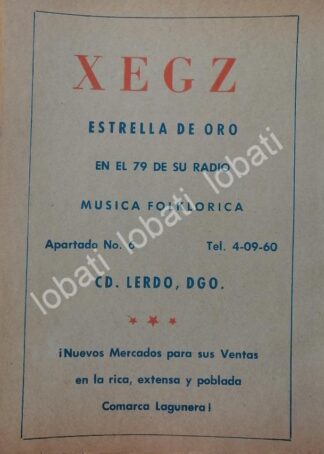 XEGZ
ESTRELLA DE ORO
EN EL 79 DE SU RADIO
MUSICA FOLKLORICA
Apartado No. 6 Tel. 4-09-60
CD. LERDO, DGO.
¡Nuevos Mercados para sus Ventas
en la rica, extensa y poblada
Comarca Lagunera!
lobati lobati lobati